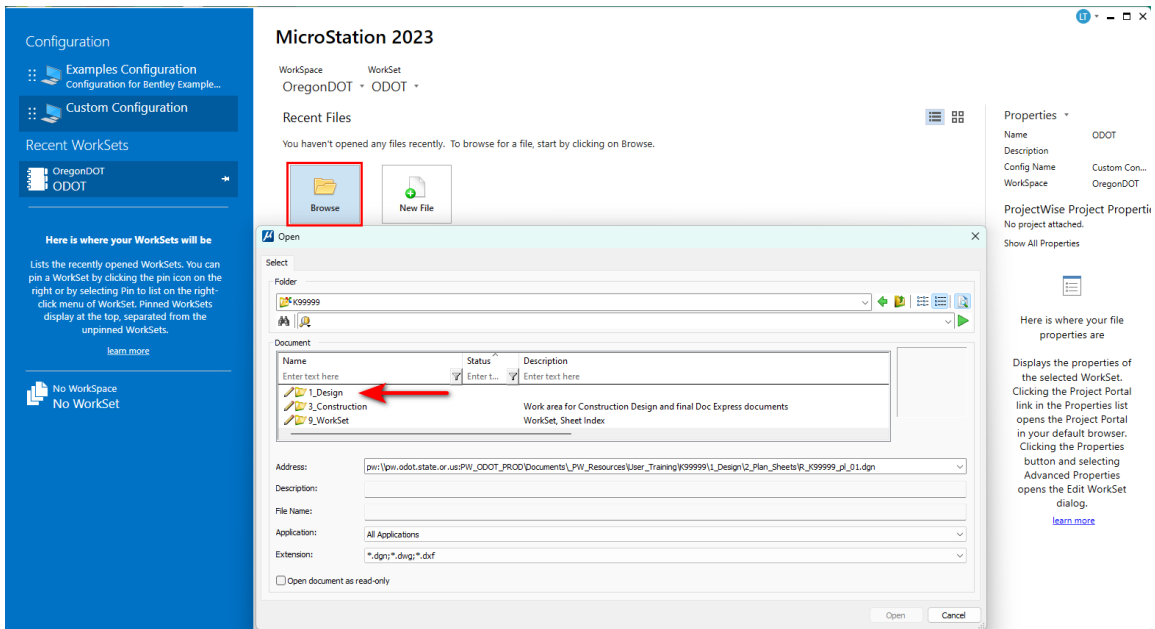 LT
Configuration
Examples Configuration
Configuration for Bentley Example...
Custom Configuration
Recent WorkSets
OregonDOT
ODOT
Here is where your WorkSets will be
Lists the recently opened WorkSets. You can
pin a WorkSet by clicking the pin icon on the
right or by selecting Pin to list on the right-
click menu of WorkSet. Pinned WorkSets
display at the top, separated from the
unpinned WorkSets.
learn more
No WorkSpace
No WorkSet
MicroStation 2023
WorkSpace WorkSet
OregonDOT ODOT
Recent Files
You haven't opened any files recently. To browse for a file, start by clicking on Browse.
Browse New File
Open
Select
Folder
K99999
Document
Name Status Description
Enter text here Enter t... Enter text here
1_Design
3_Construction Work area for Construction Design and final Doc Express documents
9_WorkSet WorkSet, Sheet Index
Address: pw:\\pw.odot.state.or.us:PW_ODOT_PROD\Documents\_PW_Resources\User_Training\K99999\1_Design\2_Plan_Sheets\R_K99999_pl_01.dgn
Description:
File Name:
Application: All Applications
Extension: *.dgn;*.dwg;*.dxf
Open document as read-only
Open Cancel
Properties
Name ODOT
Description
Config Name Custom Con...
WorkSpace OregonDOT
ProjectWise Project Properti
No project attached.
Show All Properties
Here is where your file
properties are
Displays the properties of
the selected WorkSet.
Clicking the Project Portal
link in the Properties list
opens the Project Portal
in your default browser.
Clicking the Properties
button and selecting
Advanced Properties
opens the Edit WorkSet
dialog.
learn more